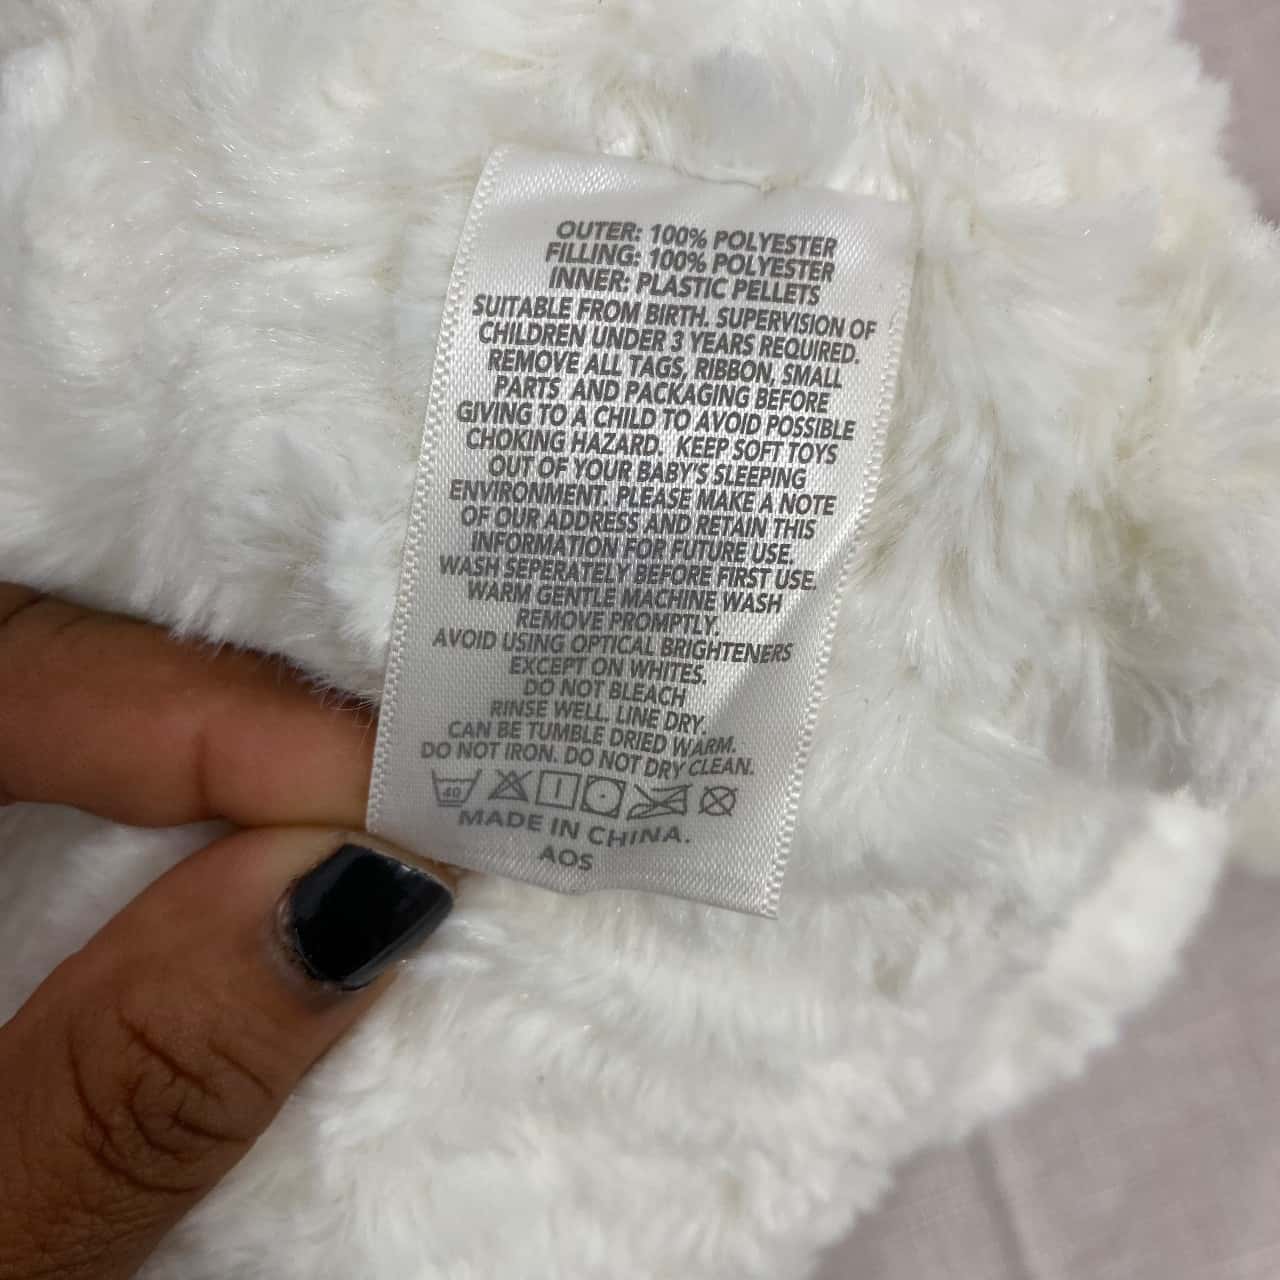 OUTER: 100% POLYESTER
FILLING: 100% POLYESTER
INNER: PLASTIC PELLETS
SUITABLE FROM BIRTH. SUPERVISION OF
CHILDREN UNDER 3 YEARS REQUIRED.
REMOVE ALL TAGS, RIBBON, SMALL
PARTS AND PACKAGING BEFORE
GIVING TO A CHILD TO AVOID POSSIBLE
CHOKING HAZARD. KEEP SOFT TOYS
OUT OF YOUR BABY'S SLEEPING
ENVIRONMENT. PLEASE MAKE A NOTE
OF OUR ADDRESS AND RETAIN THIS
INFORMATION FOR FUTURE USE.
WASH SEPERATELY BEFORE FIRST USE.
WARM GENTLE MACHINE WASH
REMOVE PROMPTLY.
AVOID USING OPTICAL BRIGHTENERS
EXCEPT ON WHITES.
DO NOT BLEACH
RINSE WELL. LINE DRY.
CAN BE TUMBLE DRIED WARM.
DO NOT IRON. DO NOT DRY CLEAN.
40
MADE IN CHINA.
AOS